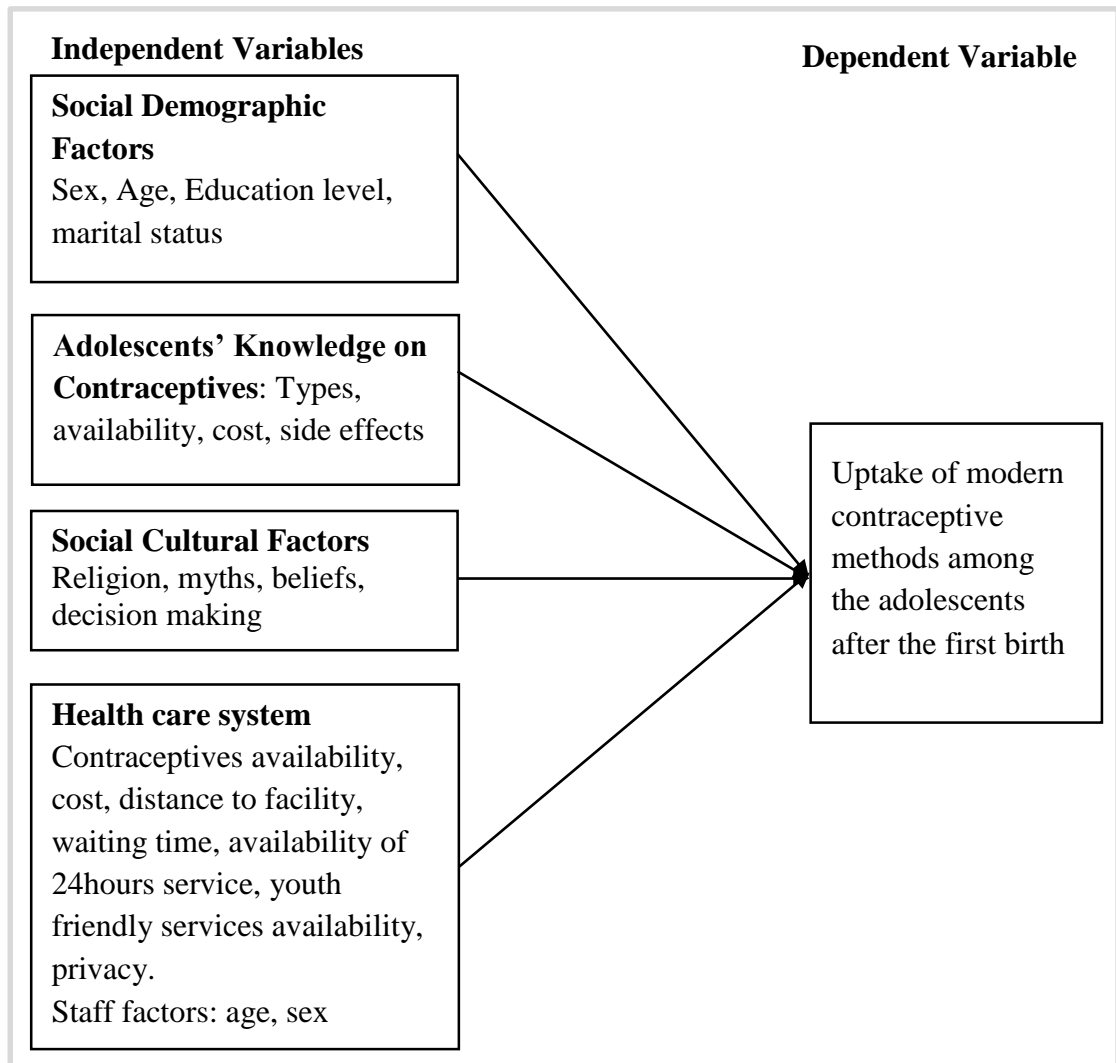 Independent Variables
Dependent Variable
Social Demographic
Factors
Sex, Age, Education level,
marital status
Adolescents’ Knowledge on
Contraceptives: Types,
availability, cost, side effects
Social Cultural Factors
Religion, myths, beliefs,
decision making
Health care system
Contraceptives availability,
cost, distance to facility,
waiting time, availability of
24hours service, youth
friendly services availability,
privacy.
Staff factors: age, sex
Uptake of modern
contraceptive
methods among
the adolescents
after the first birth